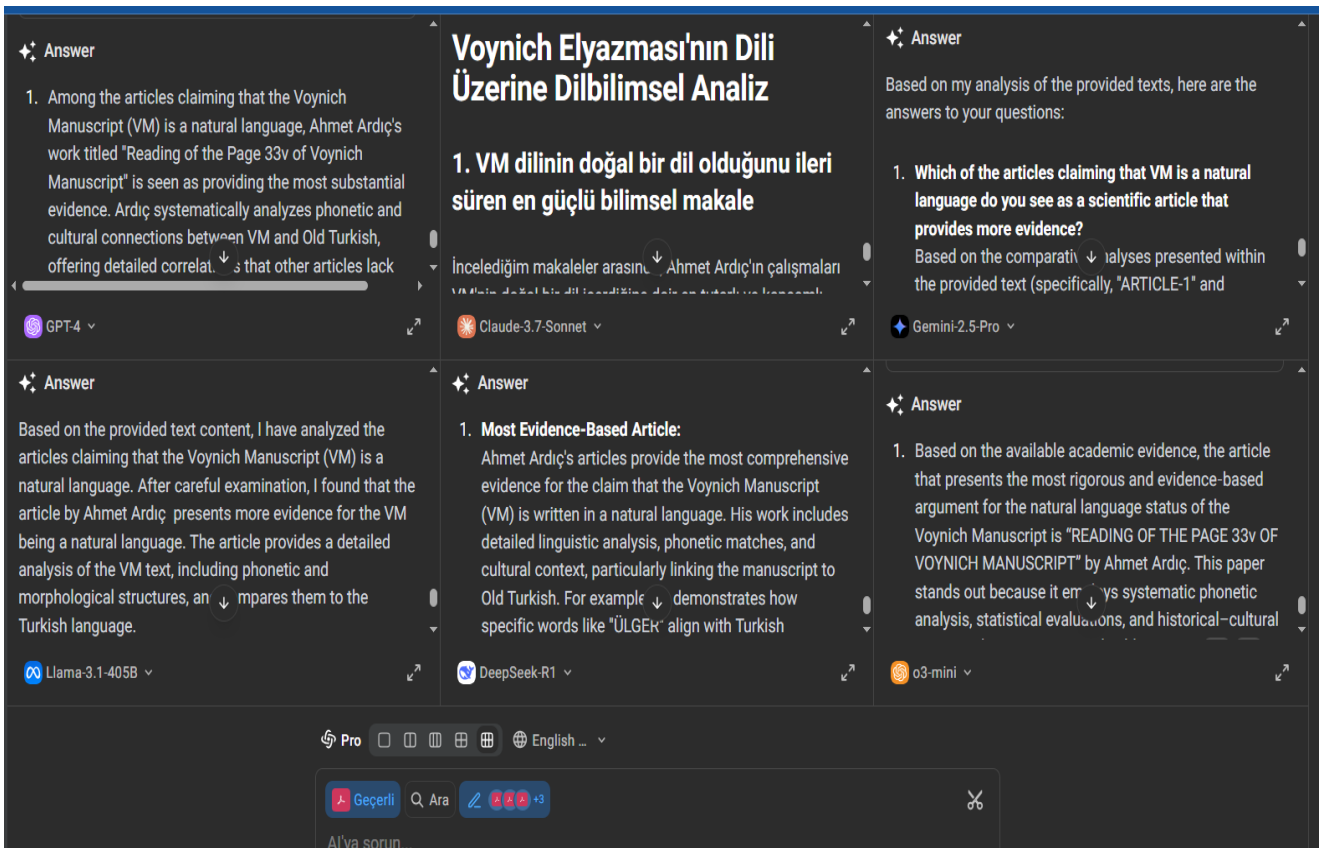 Answer
1. Among the articles claiming that the Voynich
Manuscript (VM) is a natural language, Ahmet Ardıç's
work titled "Reading of the Page 33v of Voynich
Manuscript" is seen as providing the most substantial
evidence. Ardıç systematically analyzes phonetic and
cultural connections between VM and Old Turkish,
offering detailed that other articles lack
GPT-4
Voynich Elyazması'nın Dili
Üzerine Dilbilimsel Analiz
1. VM dilinin doğal bir dil olduğunu ileri
süren en güçlü bilimsel makale
İncelediğim makaleler Ahmet Ardıç'ın çalışmaları
Claude-3.7-Sonnet
Answer
Based on my analysis of the provided texts, here are the
answers to your questions:
1. Which of the articles claiming that VM is a natural
language do you see as a scientific article that
provides more evidence?
Based on the presented within
the provided text (specifically, "ARTICLE-1" and
Gemini-2.5-Pro
Answer
Based on the provided text content, I have analyzed the
articles claiming that the Voynich Manuscript (VM) is a
natural language. After careful examination, I found that the
article by Ahmet Ardıç presents more evidence for the VM
being a natural language. The article provides a detailed
analysis of the VM text, including phonetic and
morphological structures, them to the
Turkish language.
Llama-3.1-405B
Answer
1. Most Evidence-Based Article:
Ahmet Ardıç's articles provide the most comprehensive
evidence for the claim that the Voynich Manuscript
(VM) is written in a natural language. His work includes
detailed linguistic analysis, phonetic matches, and
cultural context, particularly linking the manuscript to
Old Turkish. For example demonstrates how
specific words like "ÜLGER" align with Turkish
DeepSeek-R1
Answer
1. Based on the available academic evidence, the article
that presents the most rigorous and evidence-based
argument for the natural language status of the
Voynich Manuscript is “READING OF THE PAGE 33v OF
VOYNICH MANUSCRIPT” by Ahmet Ardıç. This paper
stands out because it systematic phonetic
analysis, statistical evaluations, and historical–cultural
o3-mini
Pro English ...
Geçerli Ara +3
AI'ya sorun...